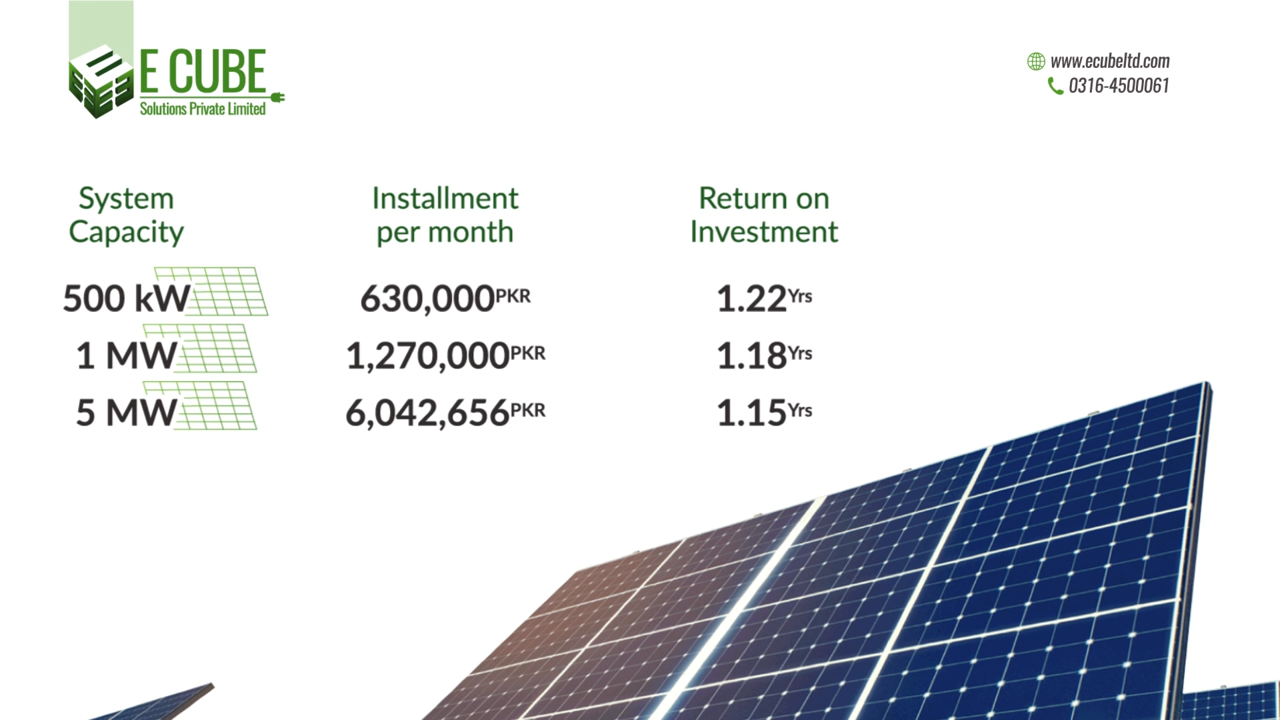 E CUBE
Solutions Private Limited
www.ecubeltd.com
0316-4500061
System Capacity
Installment per month
Return on Investment
500 kW 630,000PKR 1.22Yrs
1 MW 1,270,000PKR 1.18Yrs
5 MW 6,042,656PKR 1.15Yrs